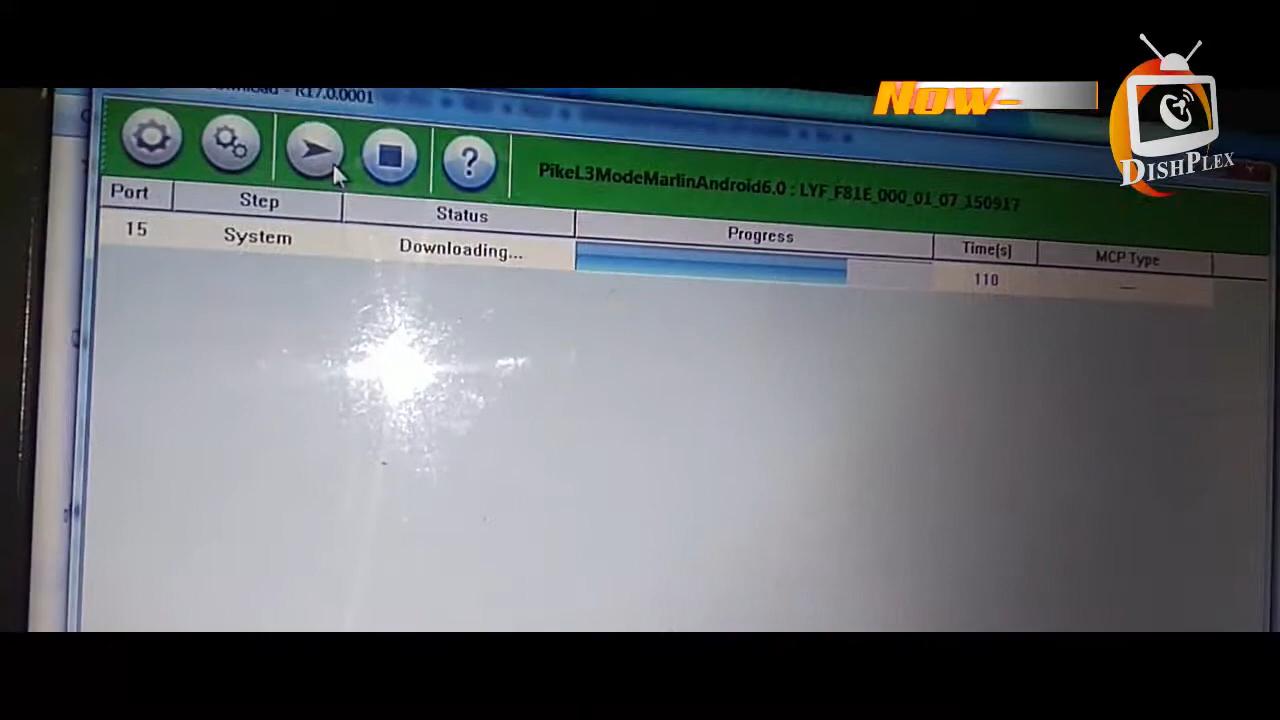 Now-
DISHPLEX
Download - R17.0.0001
PikeL3ModeMarlinAndroid6.0 : LYF_F81E_000_01_07_150917
Port Step Status Progress Time(s) MCP Type
15 System Downloading... 110 —